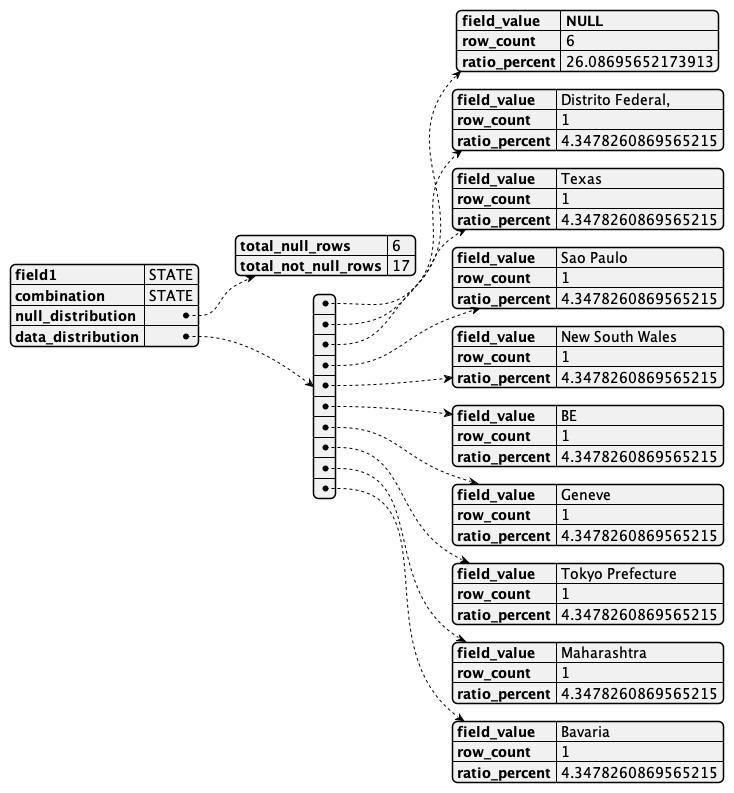 field1 STATE
combination STATE
null_distribution
data_distribution
total_null_rows 6
total_not_null_rows 17
field_value NULL
row_count 6
ratio_percent 26.08695652173913
field_value Distrito Federal,
row_count 1
ratio_percent 4.3478260869565215
field_value Texas
row_count 1
ratio_percent 4.3478260869565215
field_value Sao Paulo
row_count 1
ratio_percent 4.3478260869565215
field_value New South Wales
row_count 1
ratio_percent 4.3478260869565215
field_value BE
row_count 1
ratio_percent 4.3478260869565215
field_value Geneve
row_count 1
ratio_percent 4.3478260869565215
field_value Tokyo Prefecture
row_count 1
ratio_percent 4.3478260869565215
field_value Maharashtra
row_count 1
ratio_percent 4.3478260869565215
field_value Bavaria
row_count 1
ratio_percent 4.3478260869565215